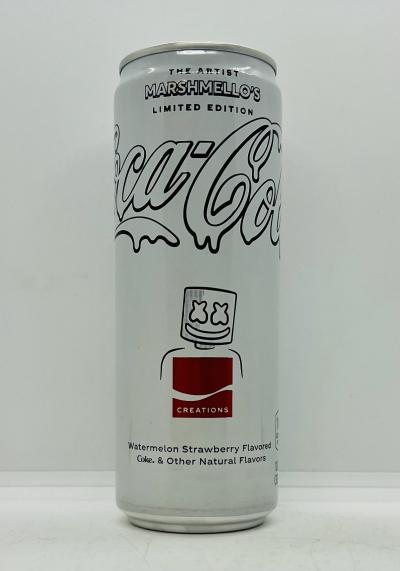 THE ARTIST
MARSHMELLO'S
LIMITED EDITION
Coca-Cola
CREATIONS
Watermelon Strawberry Flavored
Coke. & Other Natural Flavors